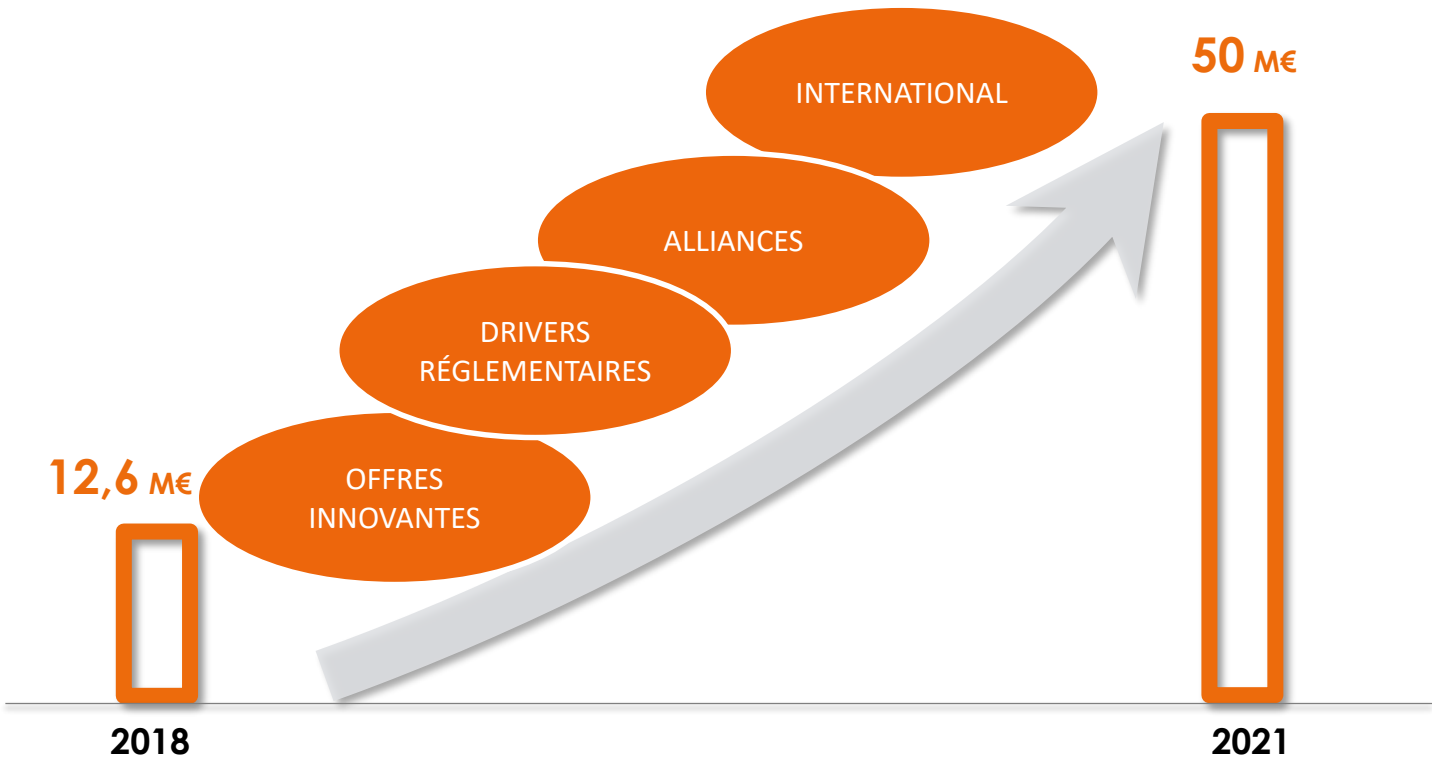 50 M€
INTERNATIONAL
ALLIANCES
DRIVERS
RÉGLEMENTAIRES
12,6 M€
OFFRES
INNOVANTES
2018
2021